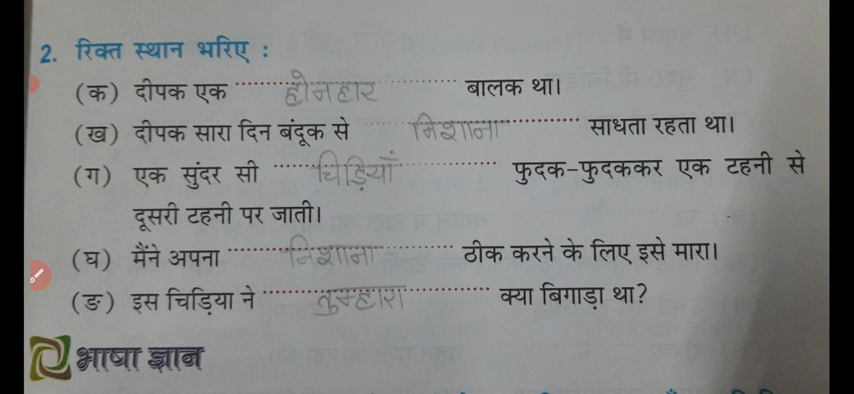 2. रिक्त स्थान भरिए :
(क) दीपक एक होनहार बालक था।
(ख) दीपक सारा दिन बंदूक से निशाना साधता रहता था।
(ग) एक सुंदर सी चिड़ियाँ फुदक-फुदककर एक टहनी से
दूसरी टहनी पर जाती।
(घ) मैंने अपना निशाना ठीक करने के लिए इसे मारा।
(ङ) इस चिड़िया ने तुम्हारा क्या बिगाड़ा था?
भाषा ज्ञान